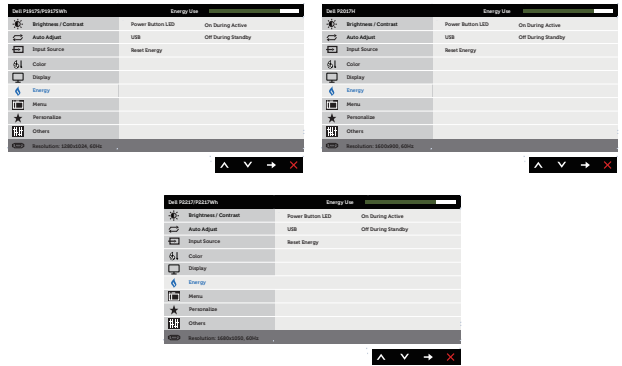 Dell P1917S/P1917SWh Energy Use
Brightness / Contrast Power Button LED On During Active
Auto Adjust USB Off During Standby
Input Source Reset Energy
Color
Display
Energy
Menu
Personalize
Others
Resolution: 1280x1024, 60Hz
Dell P2017H Energy Use
Brightness / Contrast Power Button LED On During Active
Auto Adjust USB Off During Standby
Input Source Reset Energy
Color
Display
Energy
Menu
Personalize
Others
Resolution: 1600x900, 60Hz
Dell P2217/P2217Wh Energy Use
Brightness / Contrast Power Button LED On During Active
Auto Adjust USB Off During Standby
Input Source Reset Energy
Color
Display
Energy
Menu
Personalize
Others
Resolution: 1680x1050, 60Hz